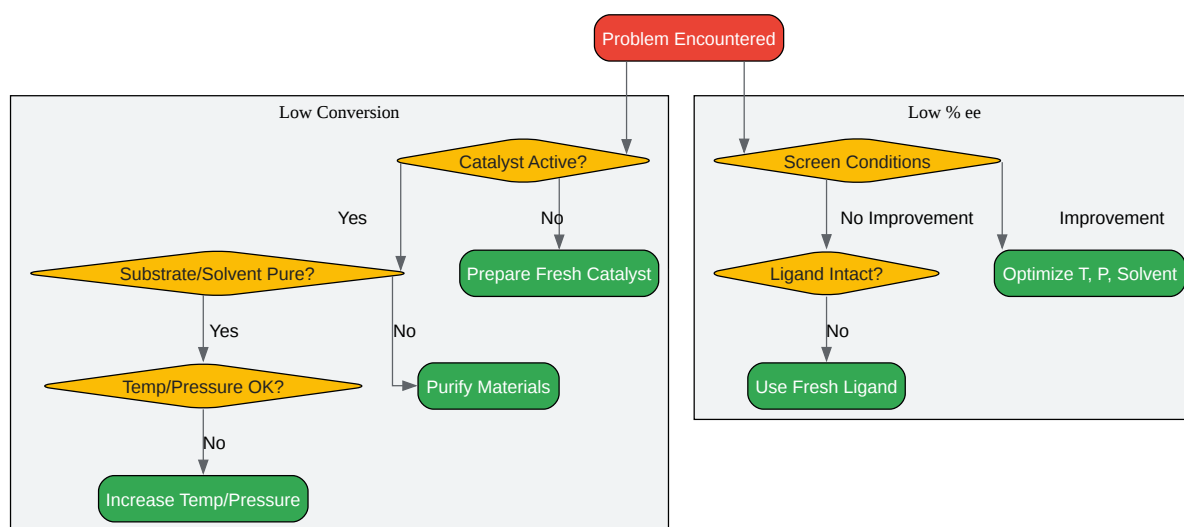 Problem Encountered
Low Conversion
Low % ee
Catalyst Active?
Screen Conditions
Yes
No
No Improvement
Improvement
Substrate/Solvent Pure?
Prepare Fresh Catalyst
Ligand Intact?
Optimize T, P, Solvent
Yes
No
No
Temp/Pressure OK?
Purify Materials
Use Fresh Ligand
No
Increase Temp/Pressure